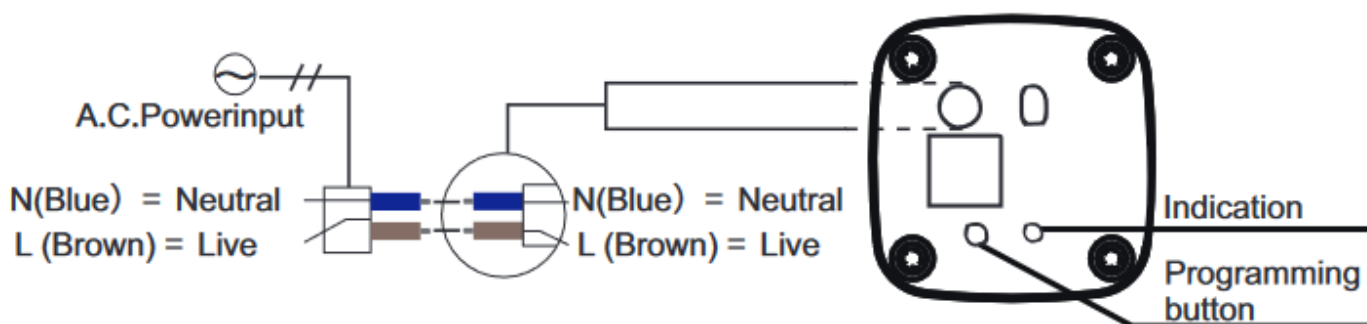 A.C.Powerinput
N(Blue） = Neutral
L (Brown) = Live
N(Blue） = Neutral
L (Brown) = Live
Indication
Programming
button